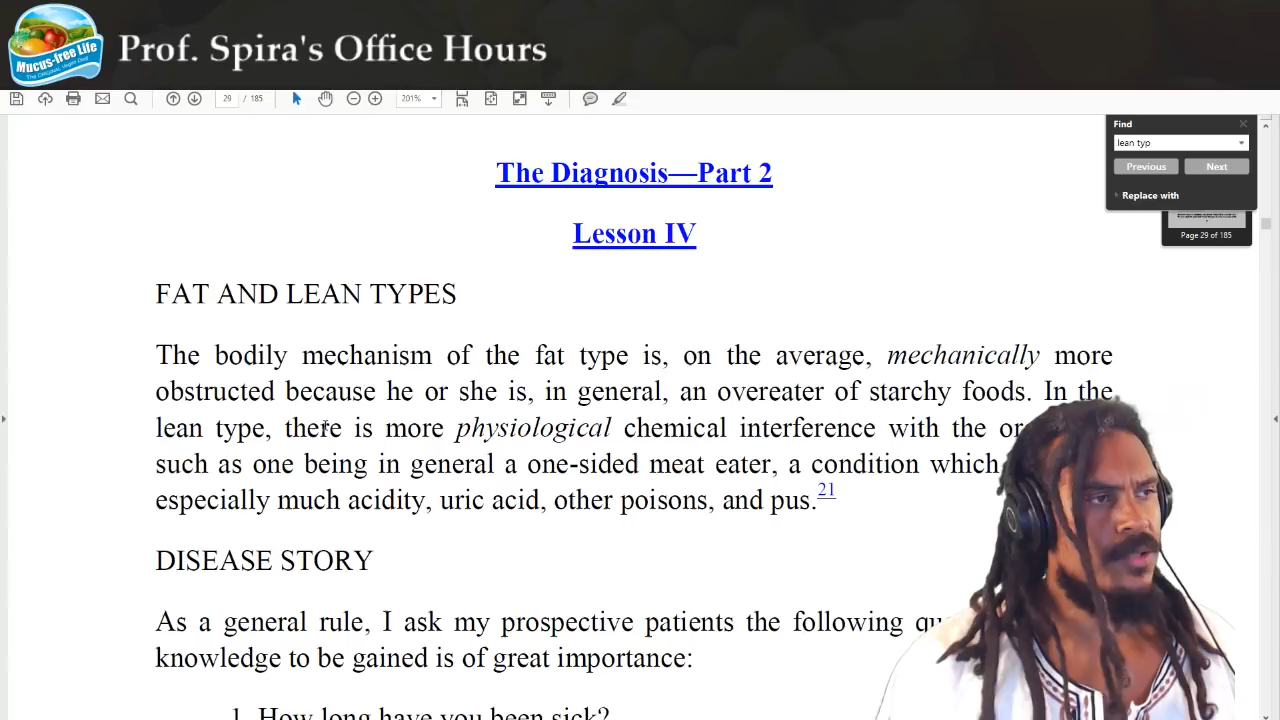 Mucus-free Life
The ORIGINAL Vegan Diet
Prof. Spira's Office Hours
29 / 185
201%
Find
lean typ
Previous
Next
Replace with
Page 29 of 185
The Diagnosis—Part 2
Lesson IV
FAT AND LEAN TYPES
The bodily mechanism of the fat type is, on the average, mechanically more
obstructed because he or she is, in general, an overeater of starchy foods. In the
lean type, there is more physiological chemical interference with the
such as one being in general a one-sided meat eater, a condition which
especially much acidity, uric acid, other poisons, and pus.21
DISEASE STORY
As a general rule, I ask my prospective patients the following
knowledge to be gained is of great importance:
1. How long have you been sick?